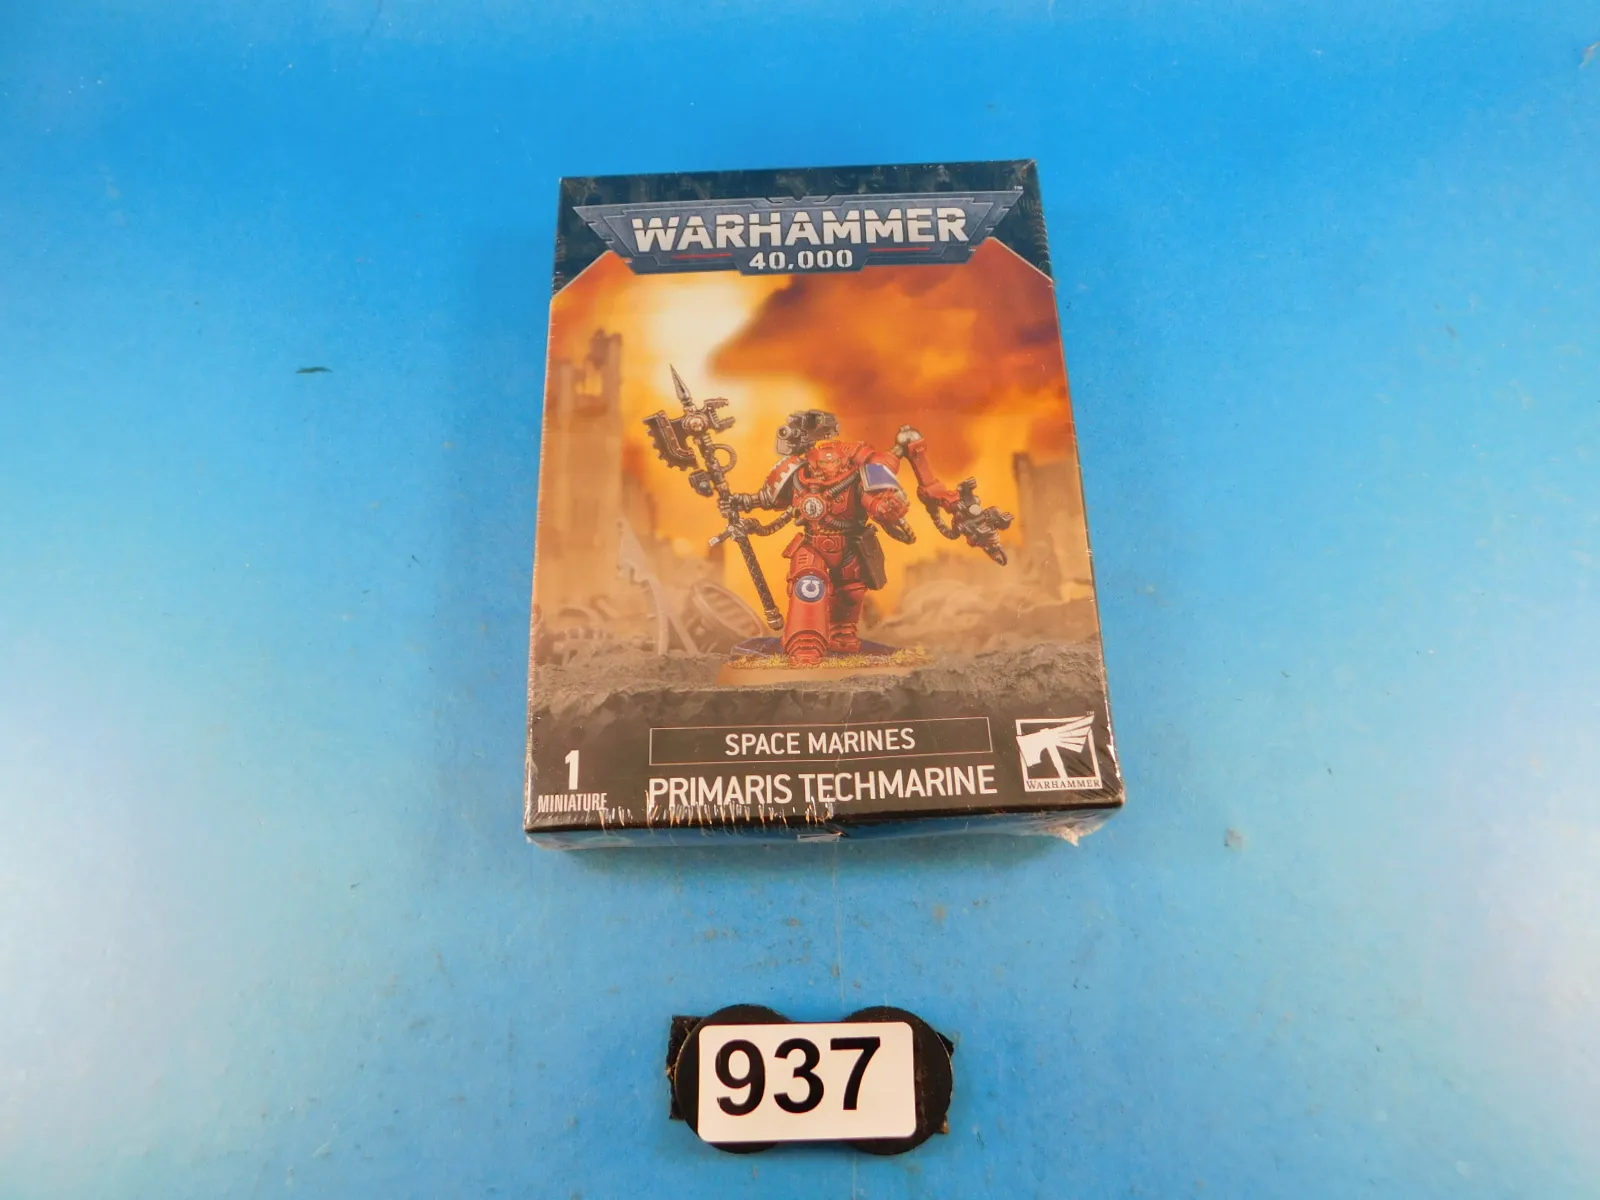 WARHAMMER
40,000
SPACE MARINES
PRIMARIS TECHMARINE
1
MINIATURE
WARHAMMER
937